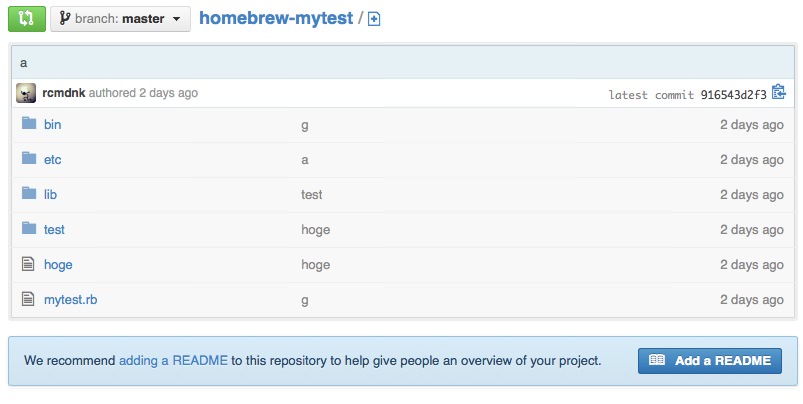 branch: master homebrew-mytest /
a
rcmdnk authored 2 days ago latest commit 916543d2f3
bin g 2 days ago
etc a 2 days ago
lib test 2 days ago
test hoge 2 days ago
hoge hoge 2 days ago
mytest.rb g 2 days ago
We recommend adding a README to this repository to help give people an overview of your project. Add a README